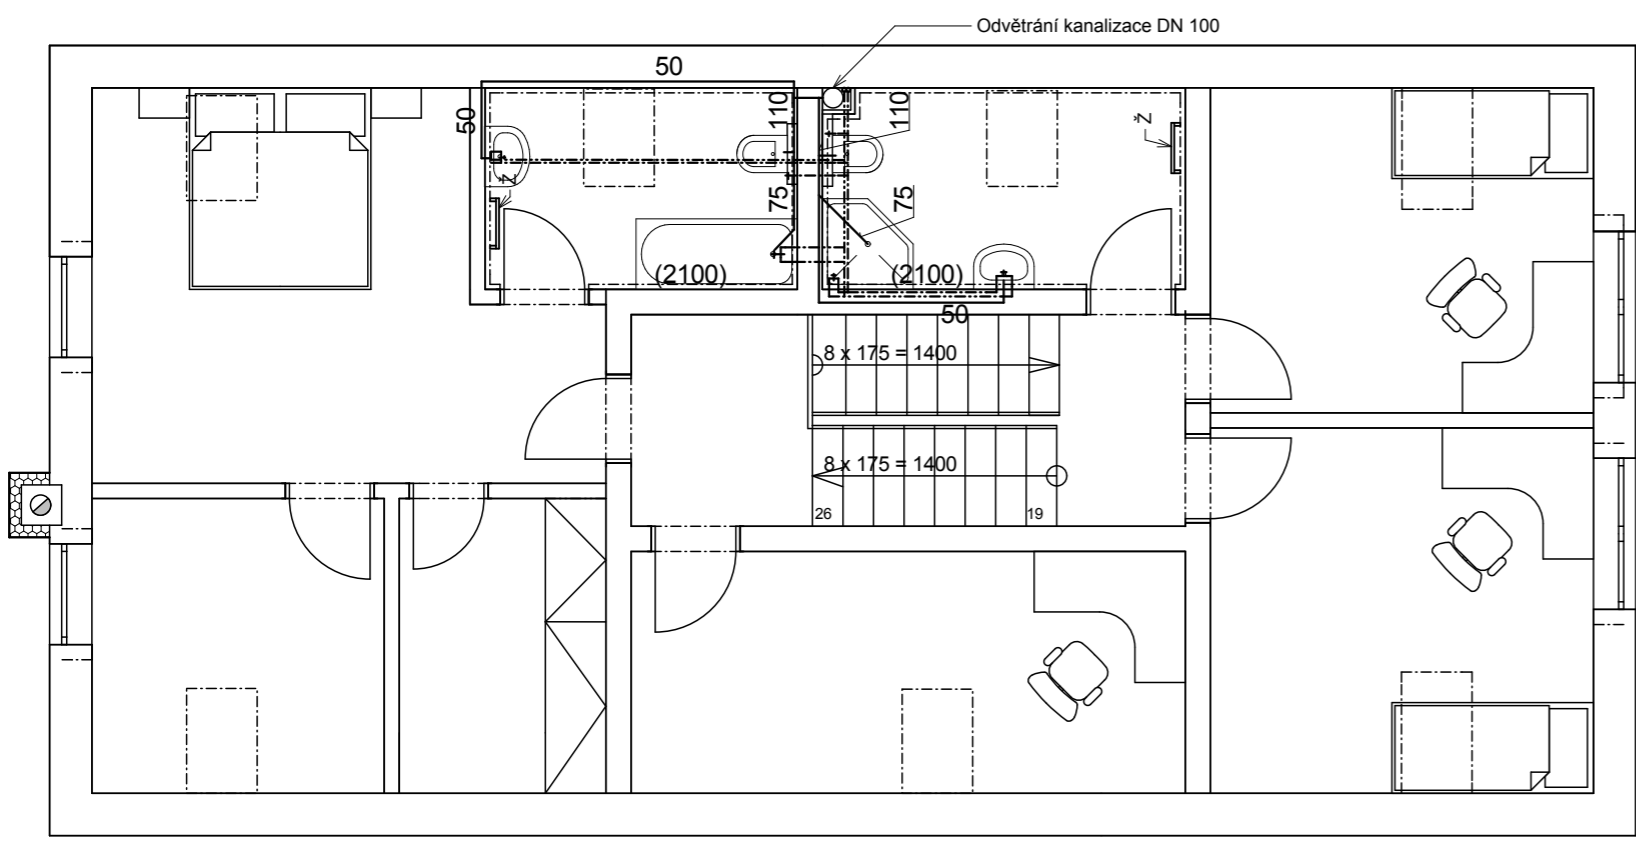 Odvětrání kanalizace DN 100
50
50
110
110
Ž
Ž
75
75
(2100)
(2100)
50
8 x 175 = 1400
8 x 175 = 1400
26
19